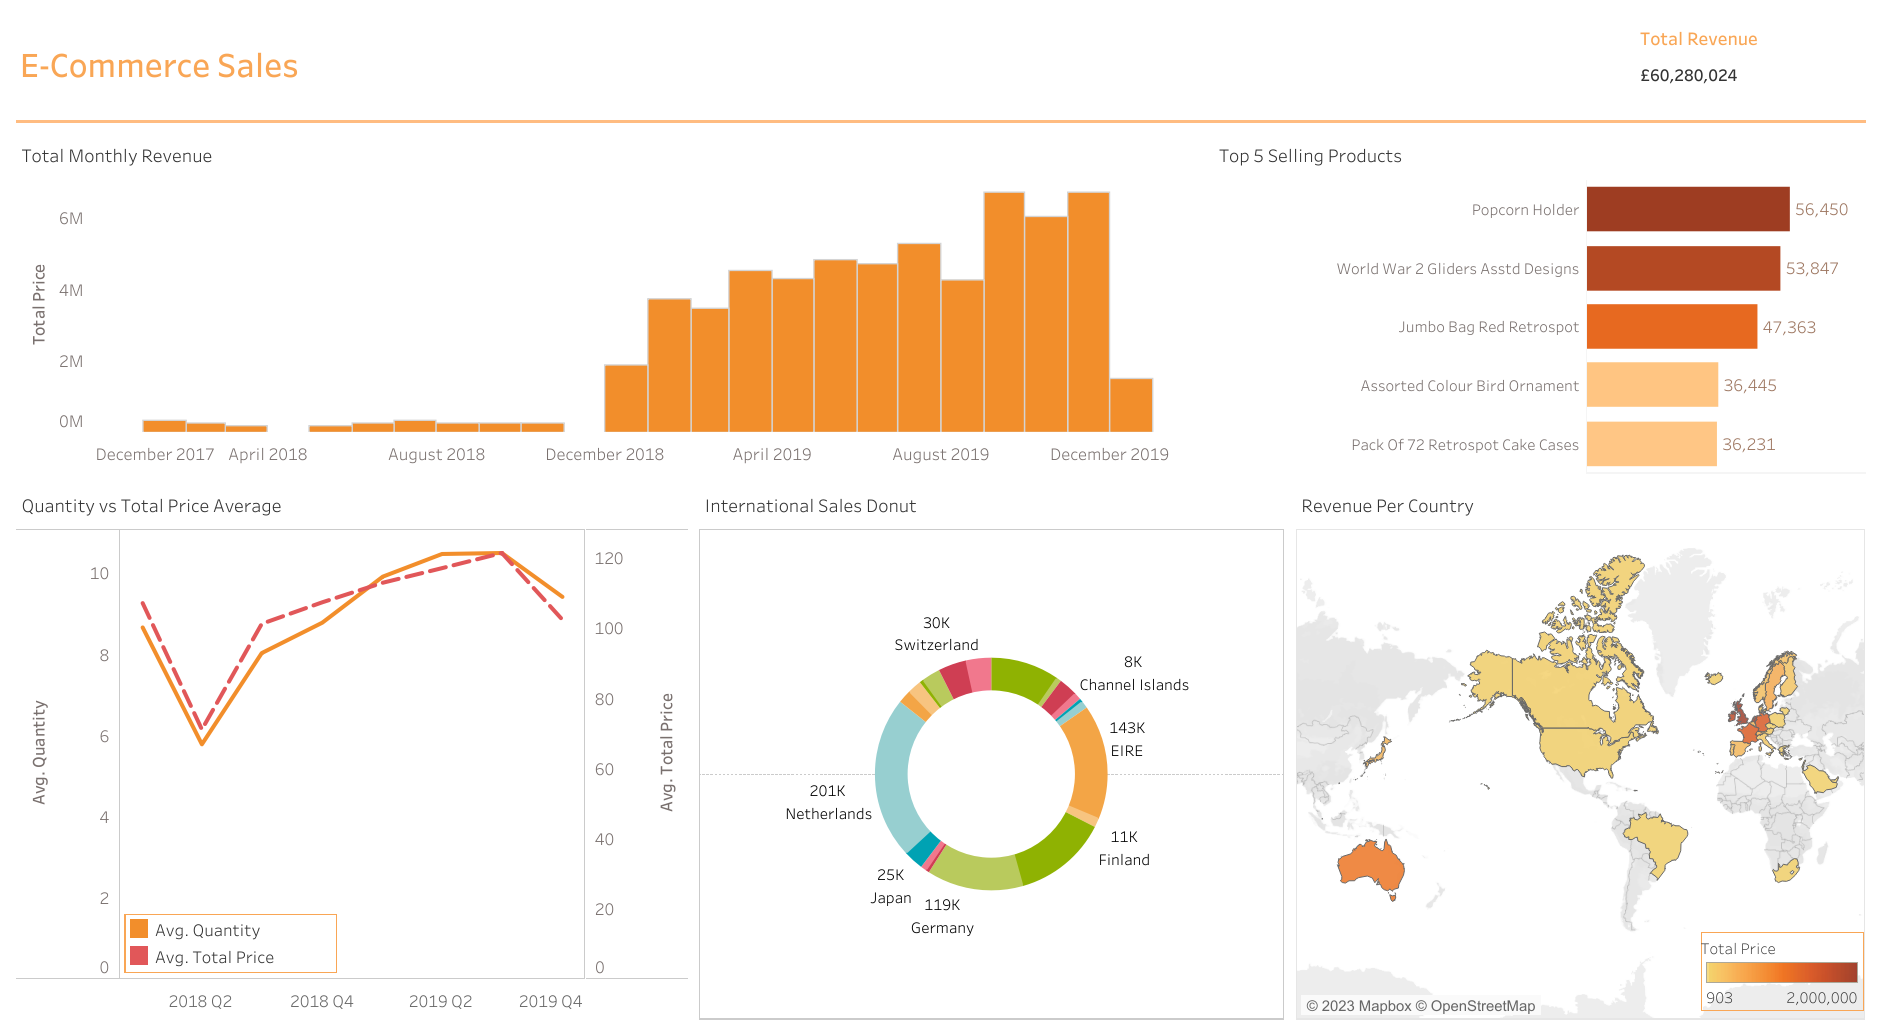 E-Commerce Sales
Total Revenue
£60,280,024
Total Monthly Revenue
6M
4M
2M
0M
Total Price
December 2017
April 2018
August 2018
December 2018
April 2019
August 2019
December 2019
Top 5 Selling Products
Popcorn Holder
56,450
World War 2 Gliders Asstd Designs
53,847
Jumbo Bag Red Retrospot
47,363
Assorted Colour Bird Ornament
36,445
Pack Of 72 Retrospot Cake Cases
36,231
Quantity vs Total Price Average
10
8
6
4
2
0
Avg. Quantity
120
100
80
60
40
20
0
Avg. Total Price
Avg. Quantity
Avg. Total Price
2018 Q2
2018 Q4
2019 Q2
2019 Q4
International Sales Donut
30K
Switzerland
8K
Channel Islands
143K
EIRE
11K
Finland
119K
Germany
25K
Japan
201K
Netherlands
Revenue Per Country
Total Price
903
2,000,000
© 2023 Mapbox © OpenStreetMap